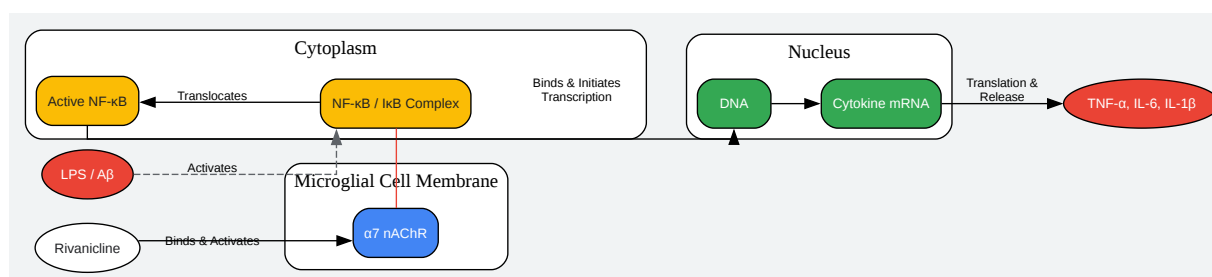 Cytoplasm
Nucleus
Active NF-κB
Translocates
NF-κB / IκB Complex
Binds & Initiates
Transcription
DNA
Cytokine mRNA
Translation &
Release
TNF-α, IL-6, IL-1β
LPS / Aβ
Activates
Microglial Cell Membrane
Rivanicline
Binds & Activates
α7 nAChR